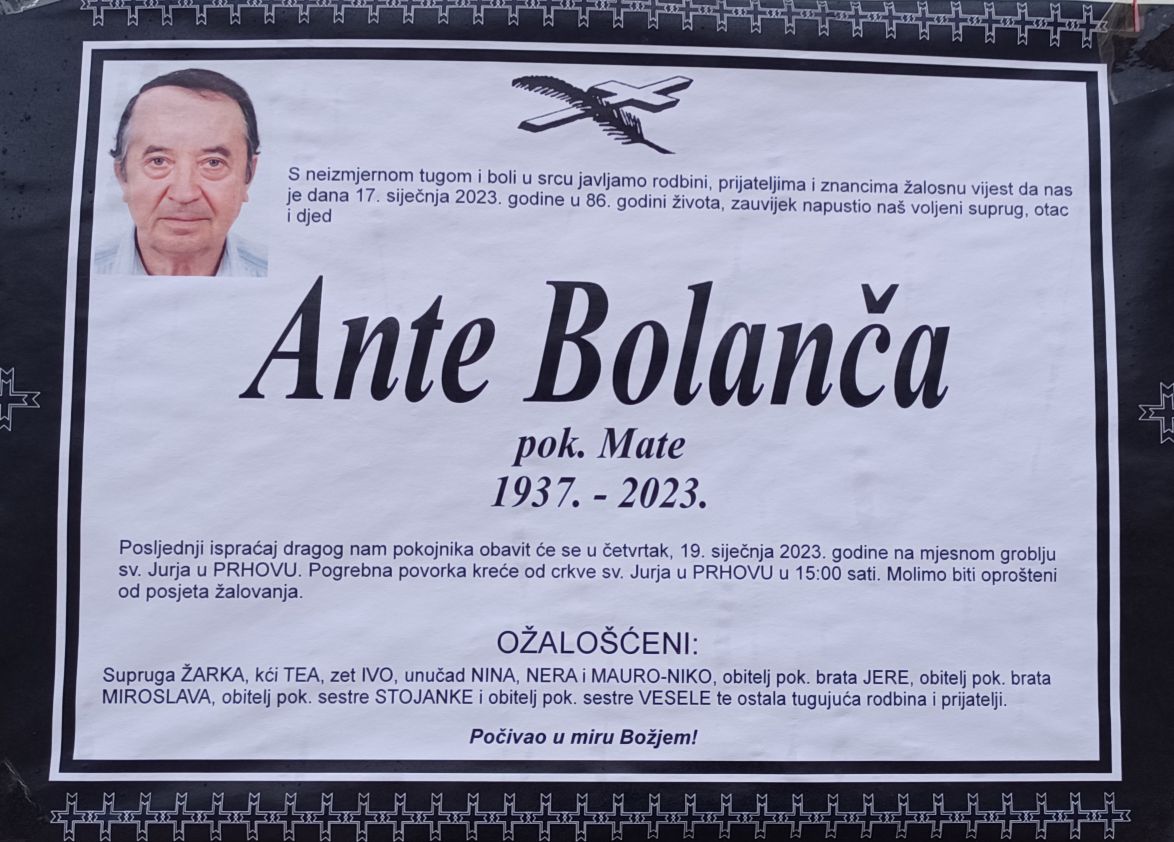 S neizmjernom tugom i boli u srcu javljamo rodbini, prijateljima i znancima žalosnu vijest da nas
je dana 17. siječnja 2023. godine u 86. godini života, zauvijek napustio naš voljeni suprug, otac
i djed
Ante Bolanča
pok. Mate
1937. - 2023.
Posljednji ispraćaj dragog nam pokojnika obavit će se u četvrtak, 19. siječnja 2023. godine na mjesnom groblju
sv. Jurja u PRHOVU. Pogrebna povorka kreće od crkve sv. Jurja u PRHOVU u 15:00 sati. Molimo biti oprošteni
od posjeta žalovanja.
OŽALOŠĆENI:
Supruga ŽARKA, kći TEA, zet IVO, unučad NINA, NERA i MAURO-NIKO, obitelj pok. brata JERE, obitelj pok. brata
MIROSLAVA, obitelj pok. sestre STOJANKE i obitelj pok. sestre VESELE te ostala tugujuća rodbina i prijatelji.
Počivao u miru Božjem!